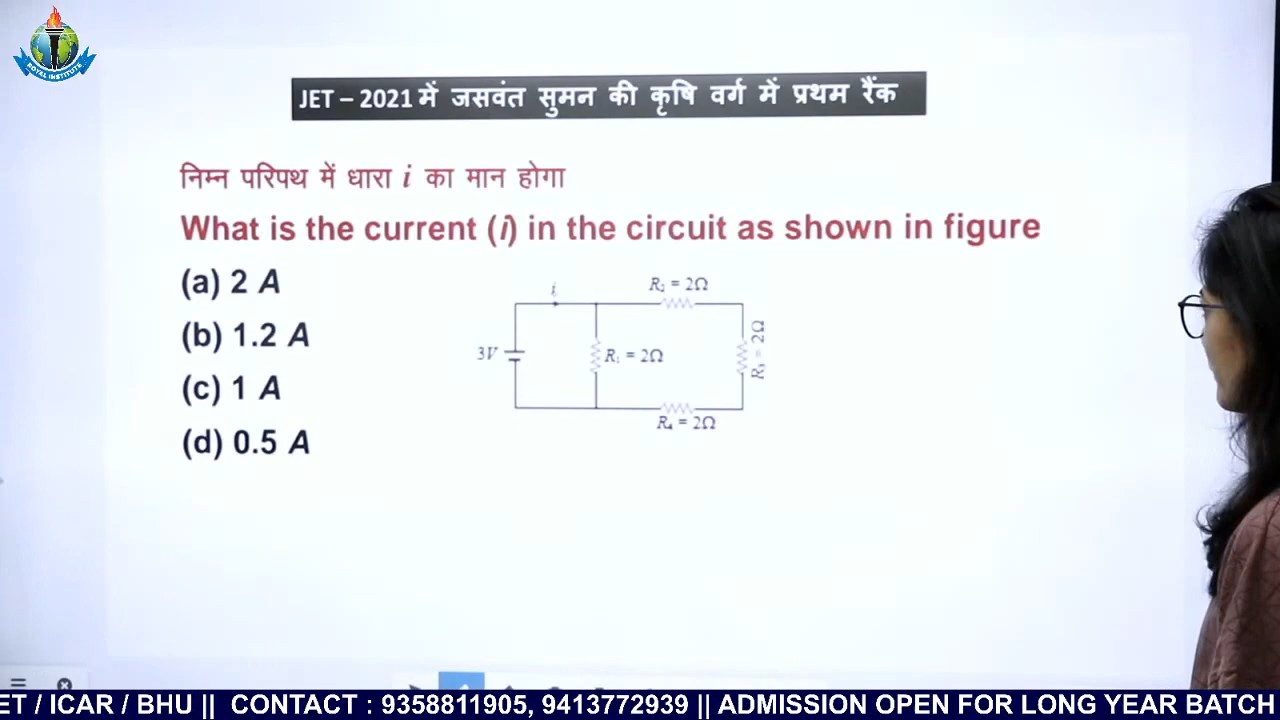 ROYAL INSTITUTE
JET – 2021 में जसवंत सुमन की कृषि वर्ग में प्रथम रैंक
निम्न परिपथ में धारा i का मान होगा
What is the current (i) in the circuit as shown in figure
(a) 2 A
(b) 1.2 A
(c) 1 A
(d) 0.5 A
i
R₂ = 2Ω
3V
R₁ = 2Ω
R₃ = 2Ω
R₄ = 2Ω
ET / ICAR / BHU || CONTACT : 9358811905, 9413772939 || ADMISSION OPEN FOR LONG YEAR BATCH